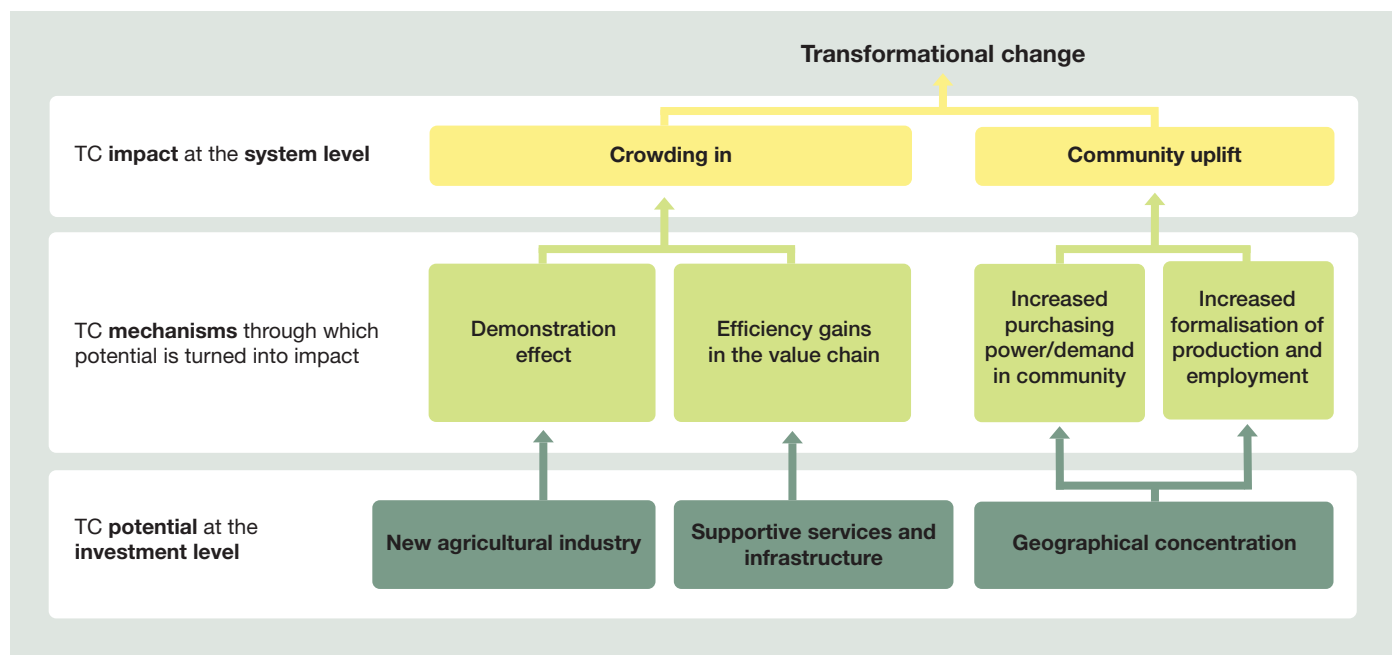 Transformational change
TC impact at the system level
Crowding in
Community uplift
TC mechanisms through which
potential is turned into impact
Demonstration
effect
Efficiency gains
in the value chain
Increased
purchasing
power/demand
in community
Increased
formalisation of
production and
employment
TC potential at the
investment level
New agricultural industry
Supportive services and
infrastructure
Geographical concentration